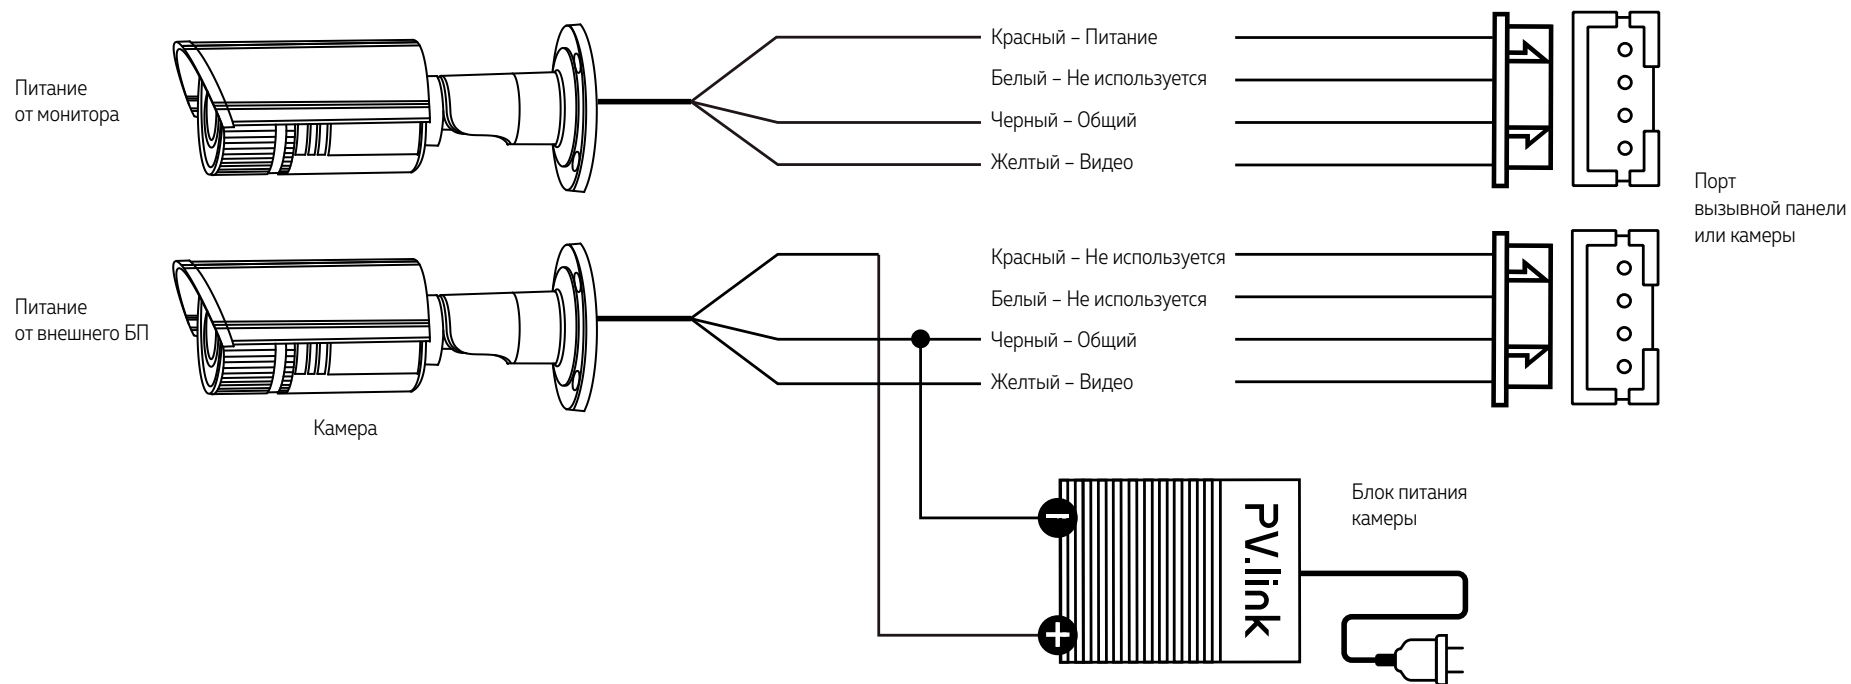 Питание
от монитора
Красный – Питание
Белый – Не используется
Черный – Общий
Желтый – Видео
Порт
вызывной панели
или камеры
Питание
от внешнего БП
Красный – Не используется
Белый – Не используется
Черный – Общий
Желтый – Видео
Камера
Блок питания
камеры
PV.link